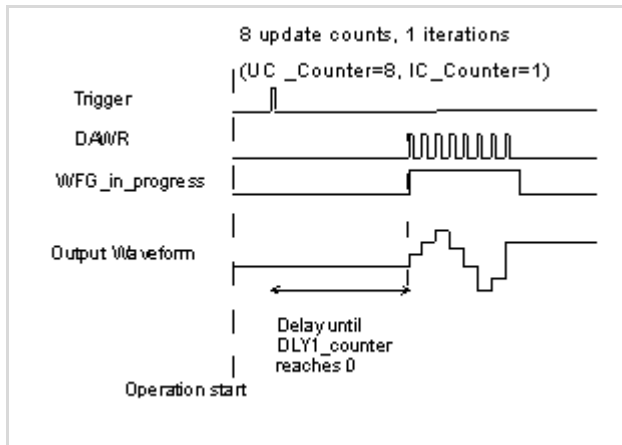 8 update counts, 1 iterations
(UC _Counter=8, IC_Counter=1)
Trigger
DAWR
WFG_in_progress
Output Waveform
Delay until
DLY1_counter
reaches 0
Operation start